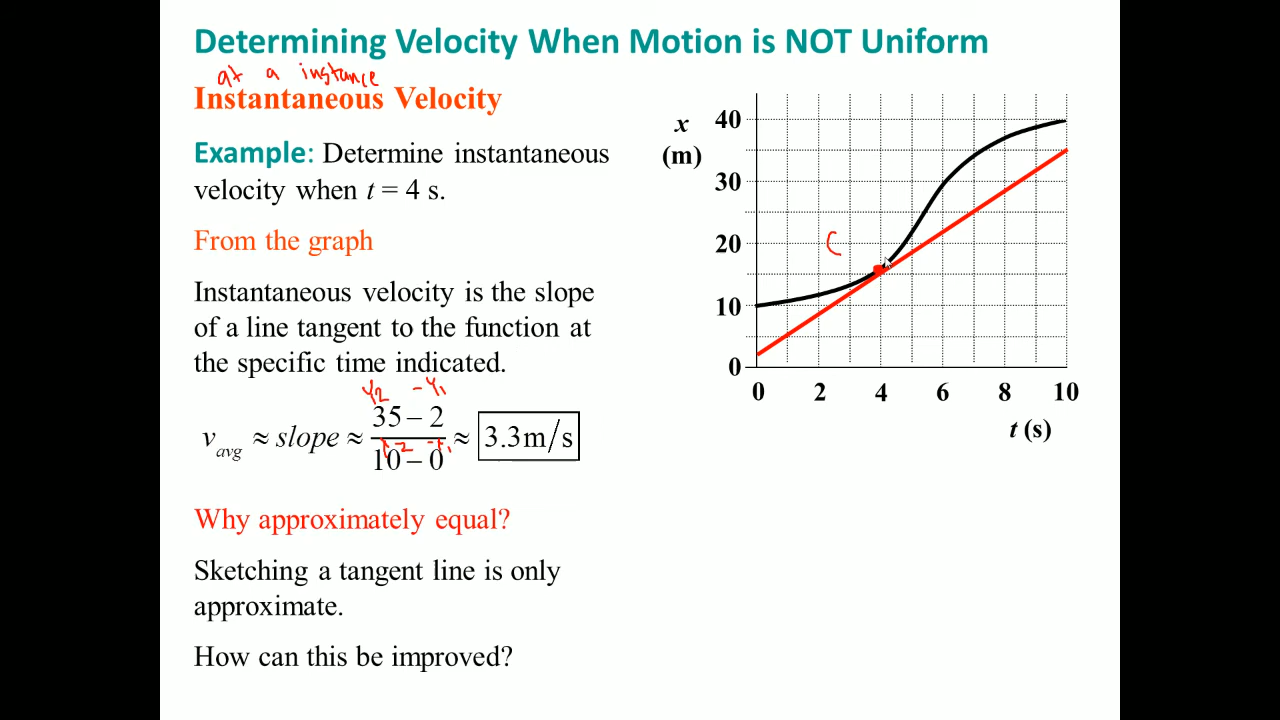 Determining Velocity When Motion is NOT Uniform
at a instance
Instantaneous Velocity
Example: Determine instantaneous
velocity when t = 4 s.
From the graph
Instantaneous velocity is the slope
of a line tangent to the function at
the specific time indicated.
y2 - y1
35 - 2
v_avg ≈ slope ≈ ≈ 3.3 m/s
t2 - t1
10 - 0
Why approximately equal?
Sketching a tangent line is only
approximate.
How can this be improved?
x
(m)
40
30
20
10
0
0 2 4 6 8 10
t (s)